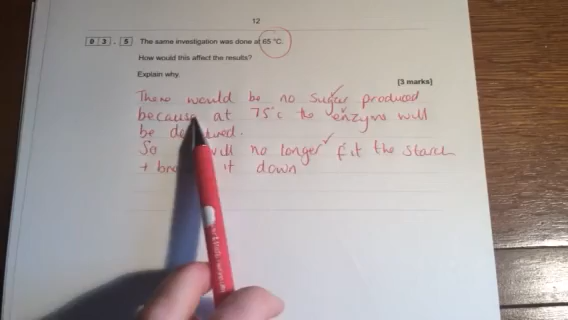 12
0 3 . 5 The same investigation was done at 65 °C.
How would this affect the results?
Explain why.
[3 marks]
There would be no sugar produced
because at 75°c the enzyme will
be
So will no longer fit the starch
+ it down